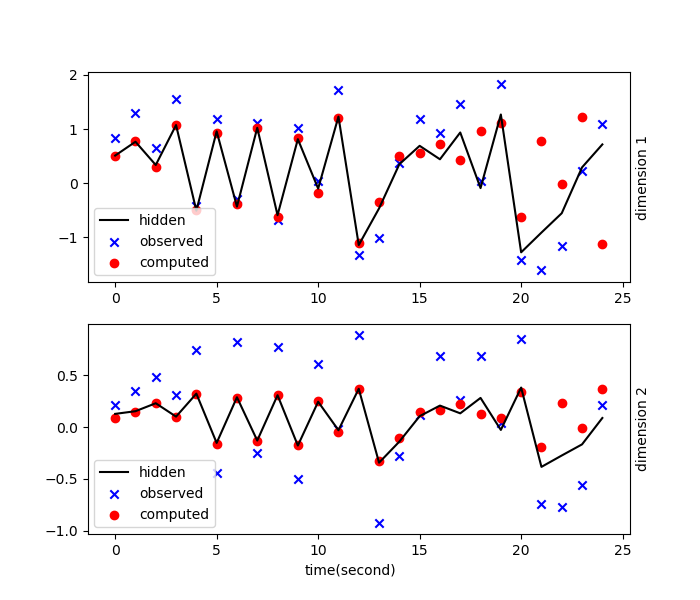 2
1
0
−1
0
5
10
15
20
25
hidden
observed
computed
dimension 1
0.5
0.0
−0.5
−1.0
0
5
10
15
20
25
hidden
observed
computed
dimension 2
time(second)